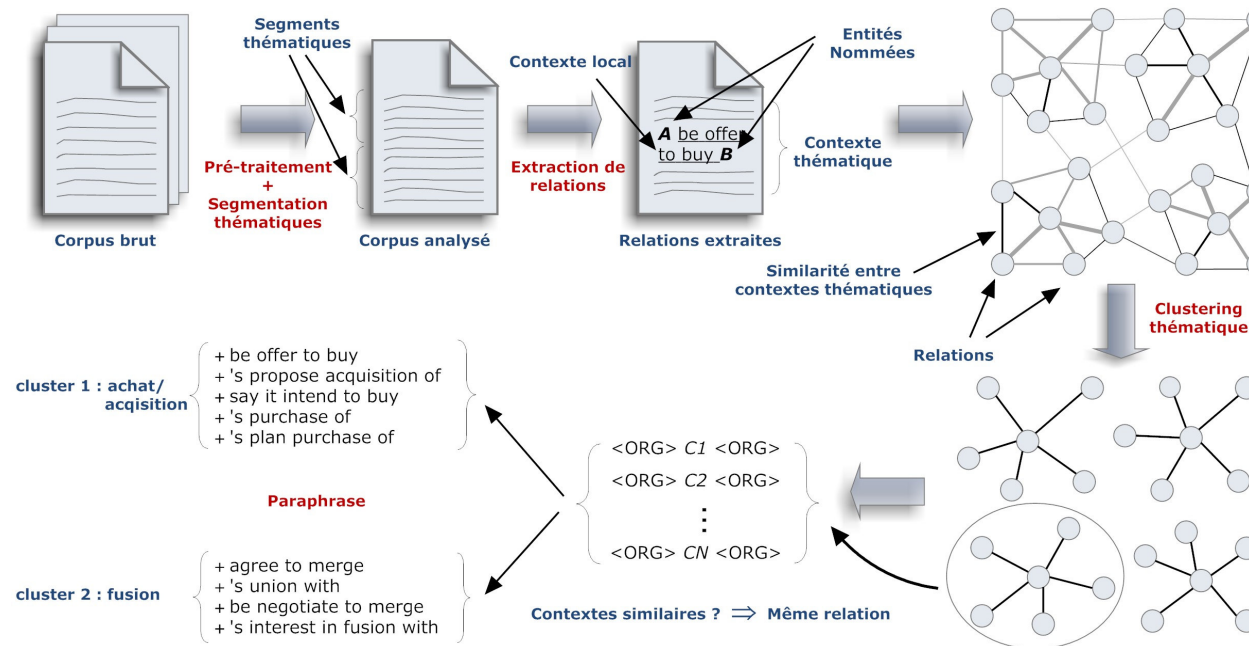 Segments
thématiques
Entités
Nommées
Contexte local
A be offer
to buy B
Contexte
thématique
Pré-traitement
+
Segmentation
thématiques
Extraction de
relations
Corpus brut
Corpus analysé
Relations extraites
Similarité entre
contextes thématiques
Relations
Clustering
thématique
cluster 1 : achat/
acqisition
+ be offer to buy
+ 's propose acquisition of
+ say it intend to buy
+ 's purchase of
+ 's plan purchase of
<ORG> C1 <ORG>
<ORG> C2 <ORG>
⋮
<ORG> CN <ORG>
Paraphrase
cluster 2 : fusion
+ agree to merge
+ 's union with
+ be negotiate to merge
+ 's interest in fusion with
Contextes similaires ? ⇒ Même relation